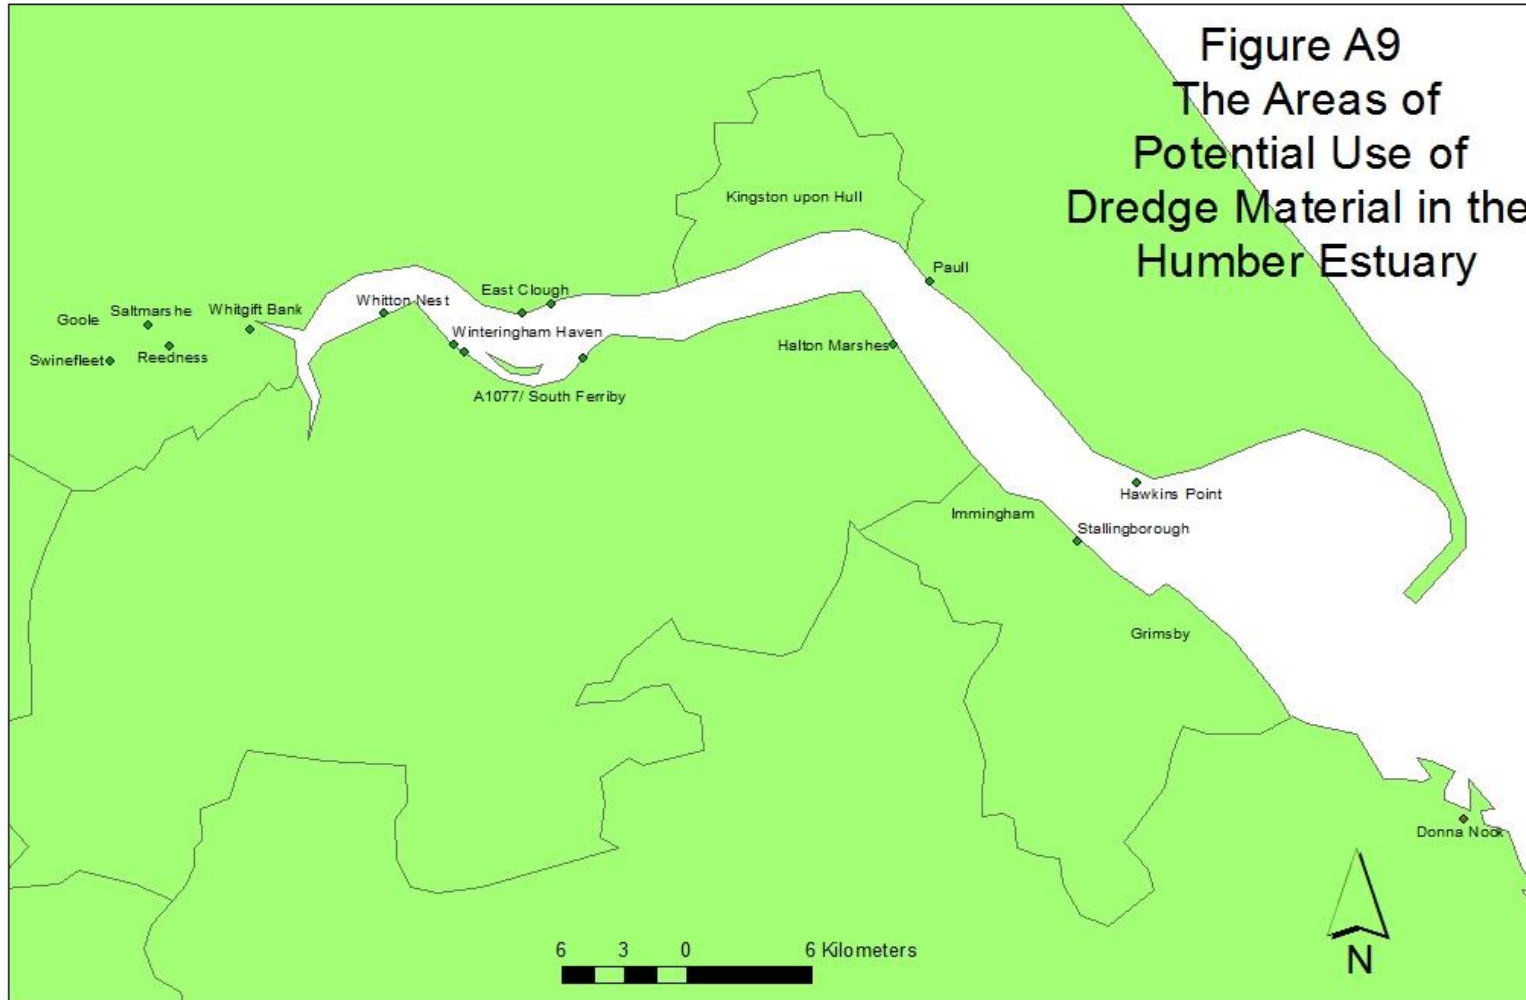 Figure A9
The Areas of
Potential Use of
Dredge Material in the
Humber Estuary
Kingston upon Hull
Paull
East Clough
Whitton Nest
Whitgift Bank
Saltmarshe
Goole
Swinefleet
Reedness
Winteringham Haven
Halton Marshes
A1077/ South Ferriby
Hawkins Point
Immingham
Stallingborough
Grimsby
Donna Nook
6 3 0 6 Kilometers
N